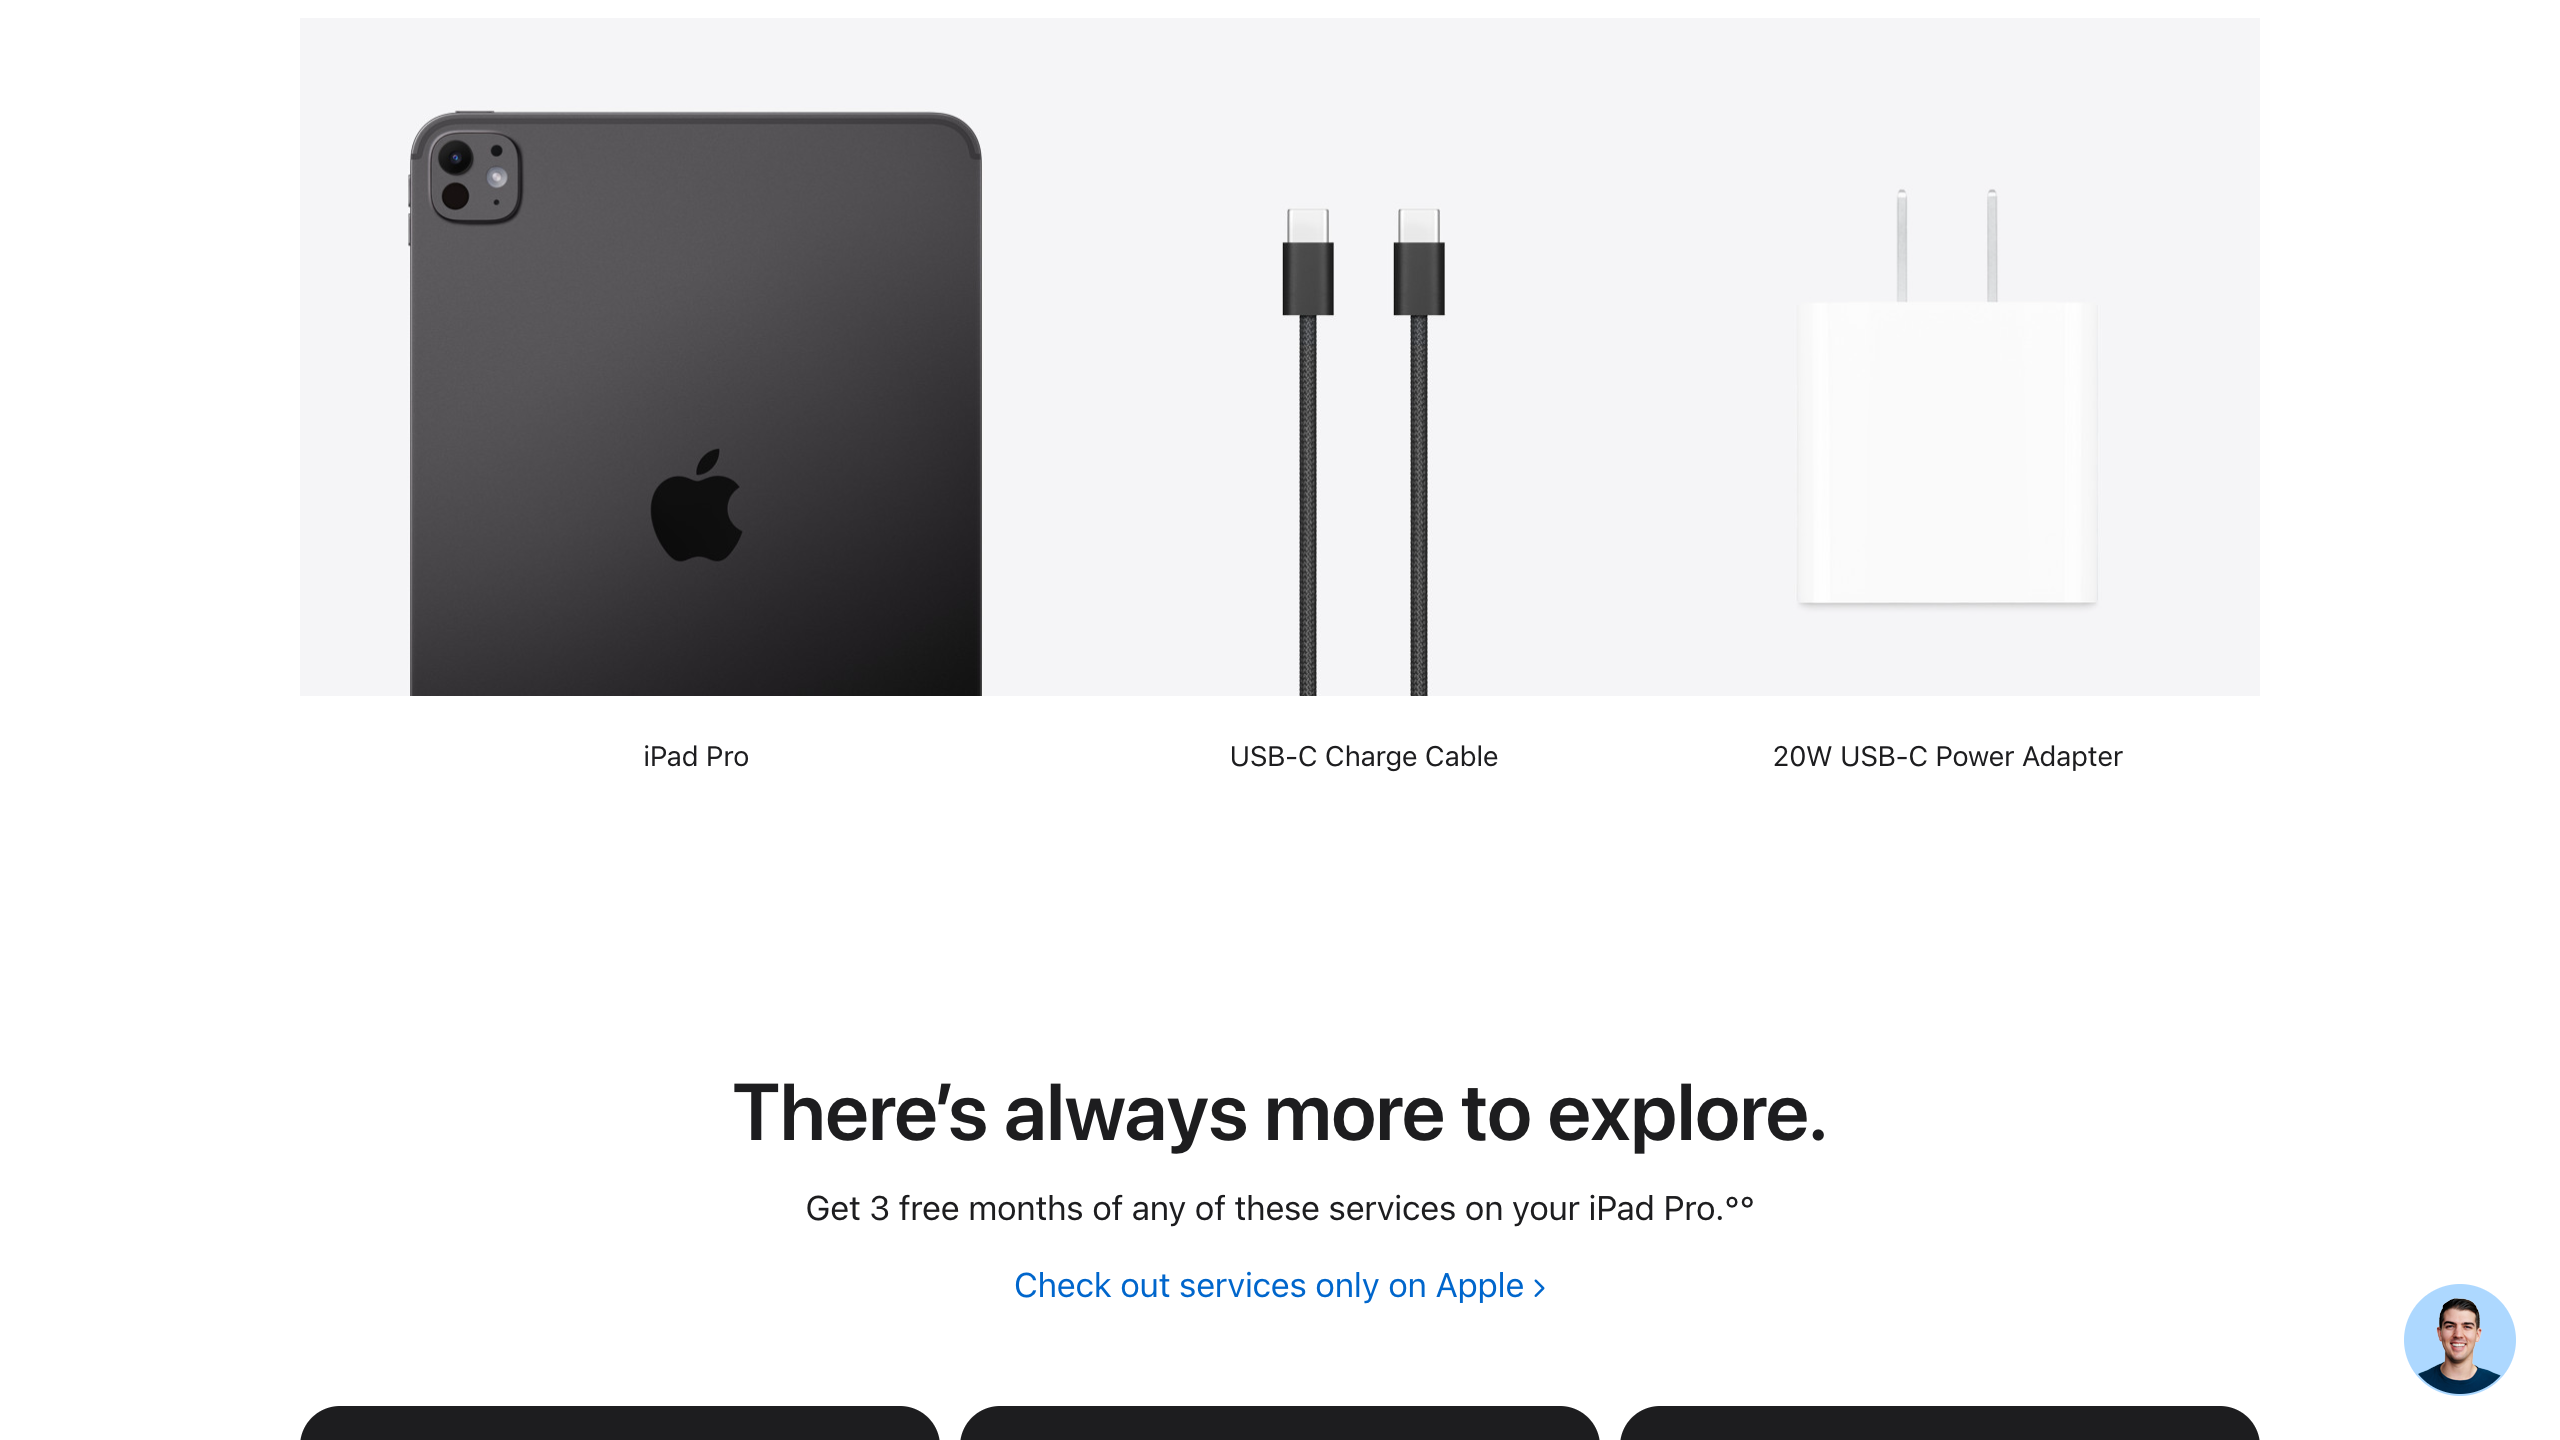 iPad Pro
USB-C Charge Cable
20W USB-C Power Adapter
There’s always more to explore.
Get 3 free months of any of these services on your iPad Pro.°°
Check out services only on Apple ›